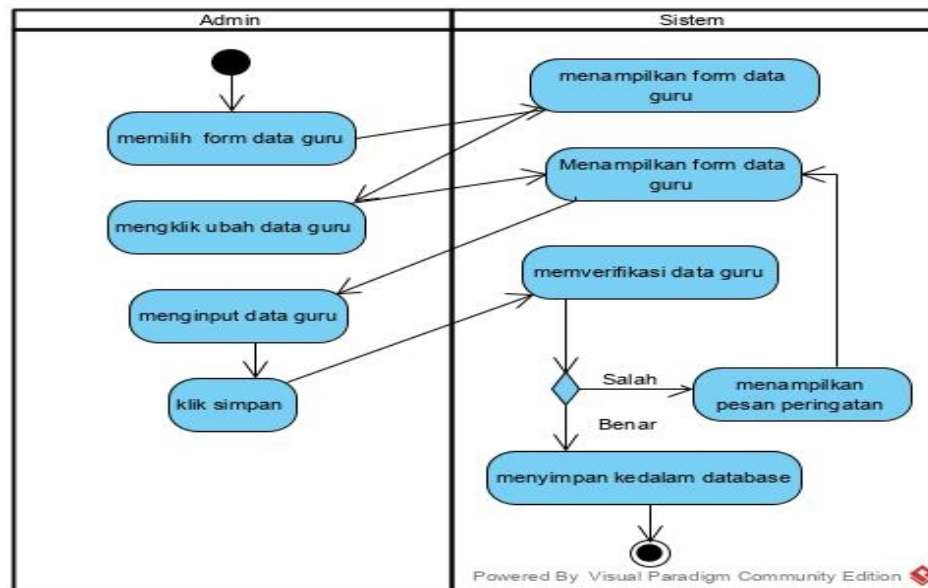 Admin
Sistem
menampilkan form data
guru
memilih form data guru
Menampilkan form data
guru
mengklik ubah data guru
memverifikasi data guru
menginput data guru
Salah
menampilkan
pesan peringatan
klik simpan
Benar
menyimpan kedalam database
Powered By Visual Paradigm Community Edition